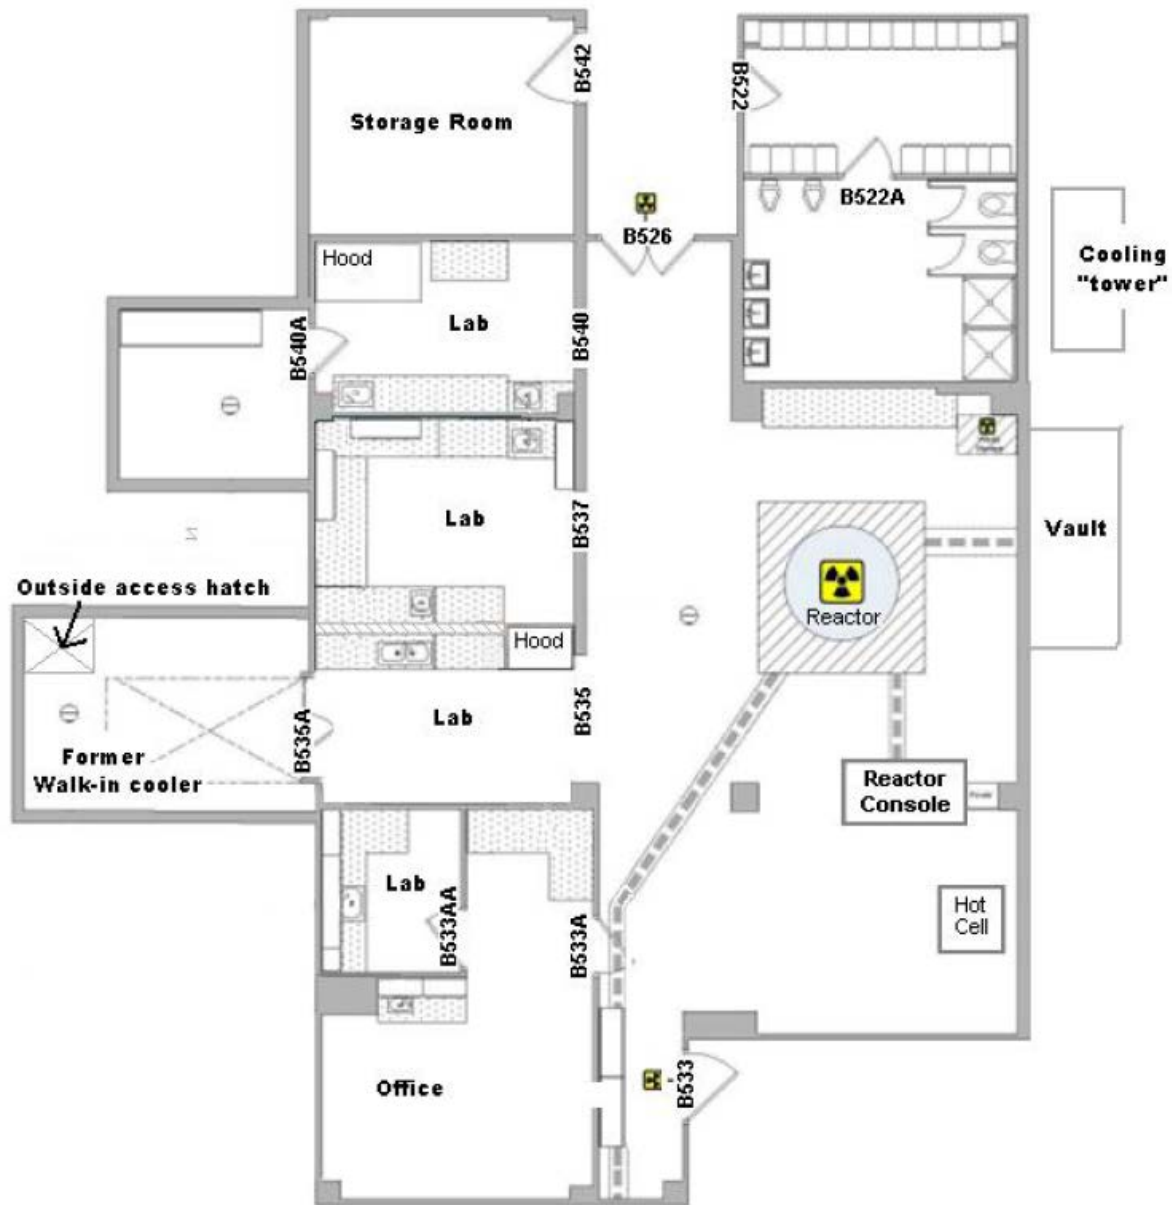 B542
B522
Storage Room
B522A
B526
Hood
Cooling
"tower"
Lab
B540A
B540
Lab
B537
Vault
Outside access hatch
Reactor
Hood
Lab
B535A
B535
Former
Walk-in cooler
Reactor
Console
Lab
B533AA
B533A
Hot
Cell
Office
B533